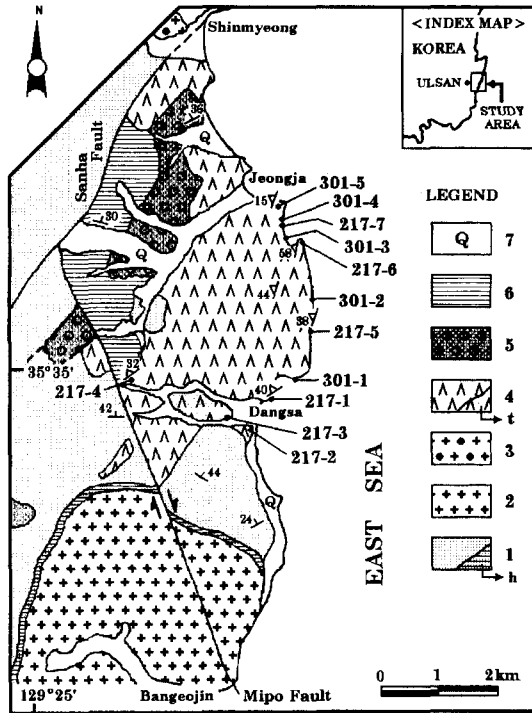 N
Shinmyeong
< INDEX MAP >
KOREA
ULSAN
STUDY
AREA
Sanha
Fault
36
Q
Jeongja
15
301-5
301-4
217-7
301-3
58
217-6
30
Q
44
301-2
38
217-5
35°35'
32
217-4
40
301-1
217-1
Dangsa
42
217-3
217-2
44
Q
24
EAST SEA
LEGEND
Q 7
6
5
4
t
3
2
1
h
129°25'
Bangeojin
Mipo Fault
0 1 2 km